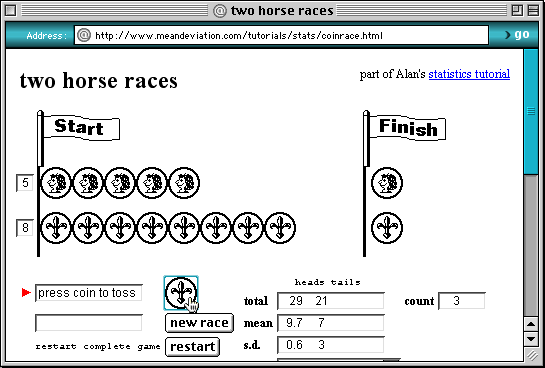 two horse races
Address: http://www.meandeviation.com/tutorials/stats/coinrace.html go
two horse races
part of Alan's statistics tutorial
Start Finish
5
8
heads tails
press coin to toss
total 29 21 count 3
new race
mean 9.7 7
restart complete game restart
s.d. 0.6 3